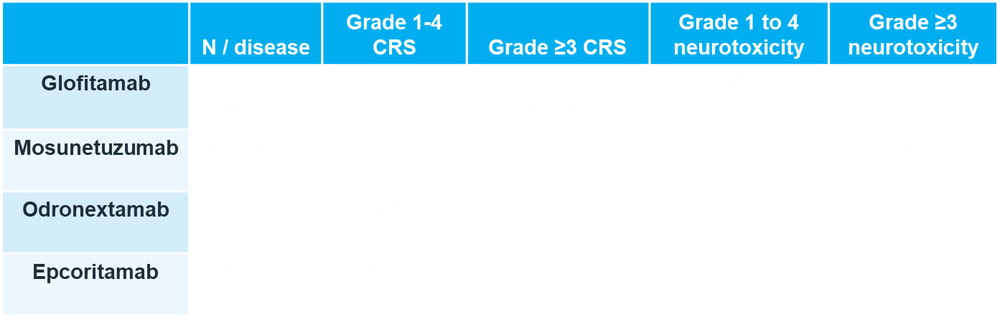 N / disease
Grade 1-4
CRS
Grade ≥3 CRS
Grade 1 to 4
neurotoxicity
Grade ≥3
neurotoxicity
Glofitamab
Mosunetuzumab
Odronextamab
Epcoritamab